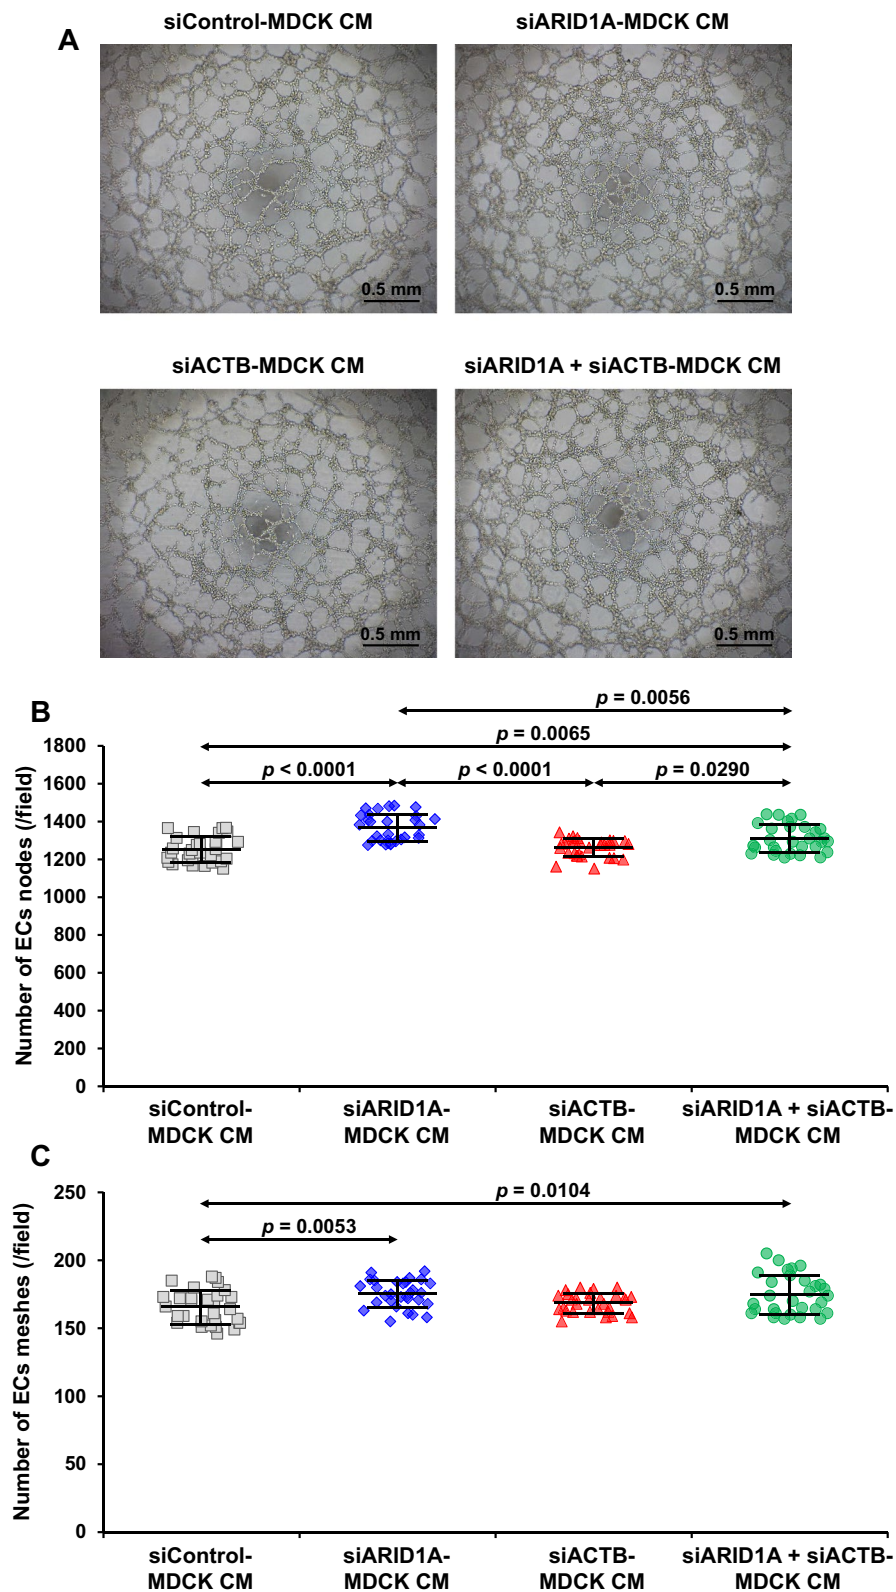 A
siControl-MDCK CM
siARID1A-MDCK CM
0.5 mm
0.5 mm
siACTB-MDCK CM
siARID1A + siACTB-MDCK CM
0.5 mm
0.5 mm
B
p = 0.0056
p = 0.0065
p < 0.0001
p < 0.0001
p = 0.0290
Number of ECs nodes (/field)
1800
1600
1400
1200
1000
800
600
400
200
0
siControl-
MDCK CM
siARID1A-
MDCK CM
siACTB-
MDCK CM
siARID1A + siACTB-
MDCK CM
C
p = 0.0104
p = 0.0053
Number of ECs meshes (/field)
250
200
150
100
50
0
siControl-
MDCK CM
siARID1A-
MDCK CM
siACTB-
MDCK CM
siARID1A + siACTB-
MDCK CM